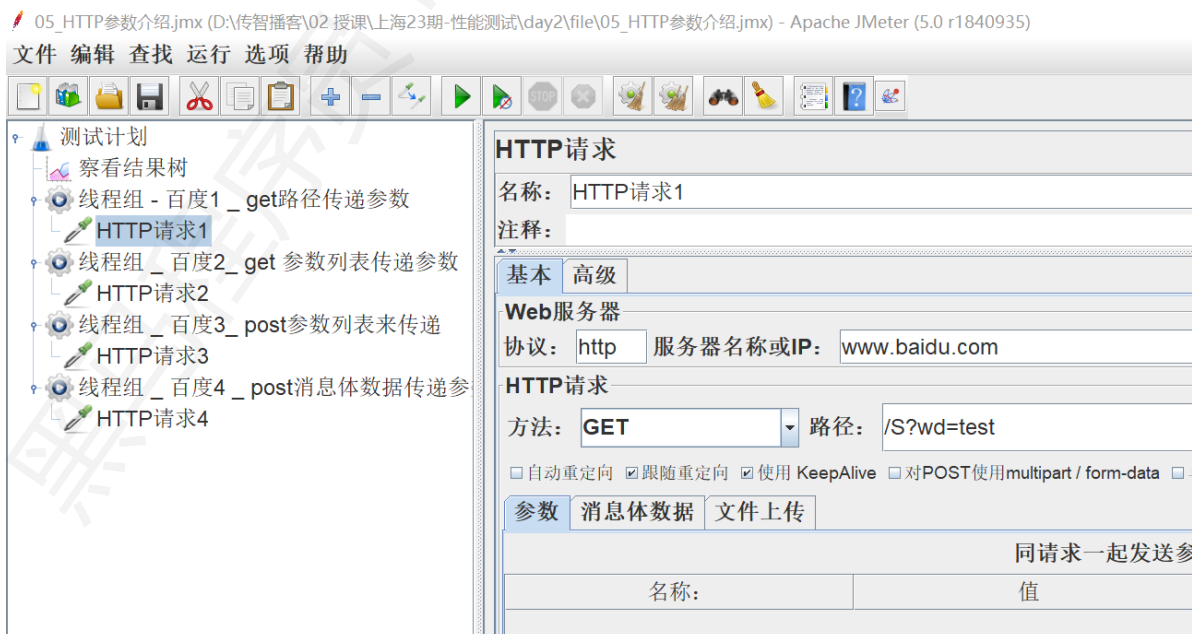 05_HTTP参数介绍.jmx (D:\传智播客\02 授课\上海23期-性能测试\day2\file\05_HTTP参数介绍.jmx) - Apache JMeter (5.0 r1840935)
文件 编辑 查找 运行 选项 帮助
STOP
测试计划
察看结果树
线程组 - 百度1 _ get路径传递参数
HTTP请求1
线程组 _ 百度2_ get 参数列表传递参数
HTTP请求2
线程组 _ 百度3_ post参数列表来传递
HTTP请求3
线程组 _ 百度4 _ post消息体数据传递参
HTTP请求4
HTTP请求
名称： HTTP请求1
注释：
基本 高级
Web服务器
协议： http 服务器名称或IP： www.baidu.com
HTTP请求
方法： GET 路径： /S?wd=test
自动重定向 跟随重定向 使用 KeepAlive 对POST使用multipart / form-data
参数 消息体数据 文件上传
同请求一起发送参
名称： 值
黑马程序员